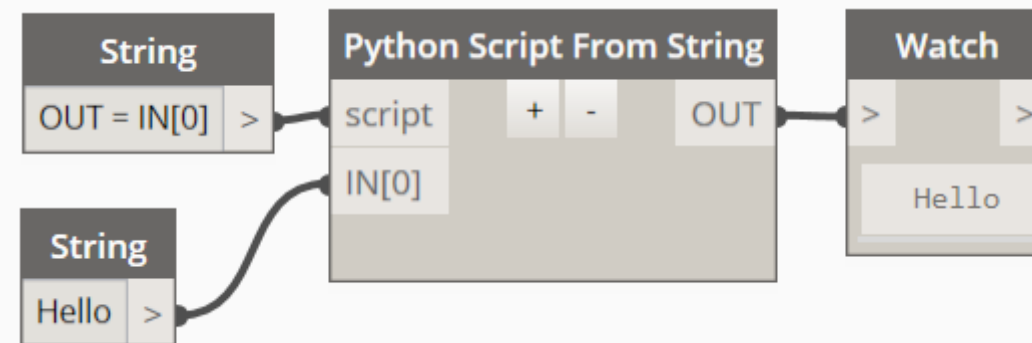 String
OUT = IN[0] >
Python Script From String
script + - OUT
IN[0]
Watch
> >
Hello
String
Hello >